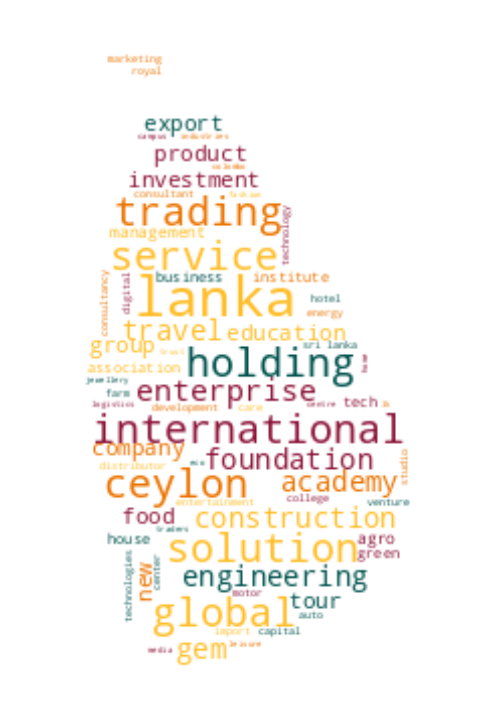 marketing
royal
export
campus industries
product
colombo
investment
consultant fashion
trading
management technology
service
business institute
consultancy digital lanka hotel
energy
travel education
group trust sri lanka
association holding home
jewellery
farm enterprise
logistics development care centre tech
international
company
foundation studio
distributor eco
ceylon academy
entertainment college venture
food construction
traders
house solution agro
green
technologies new center engineering
motor tour
global auto
import capital
media gem leisure